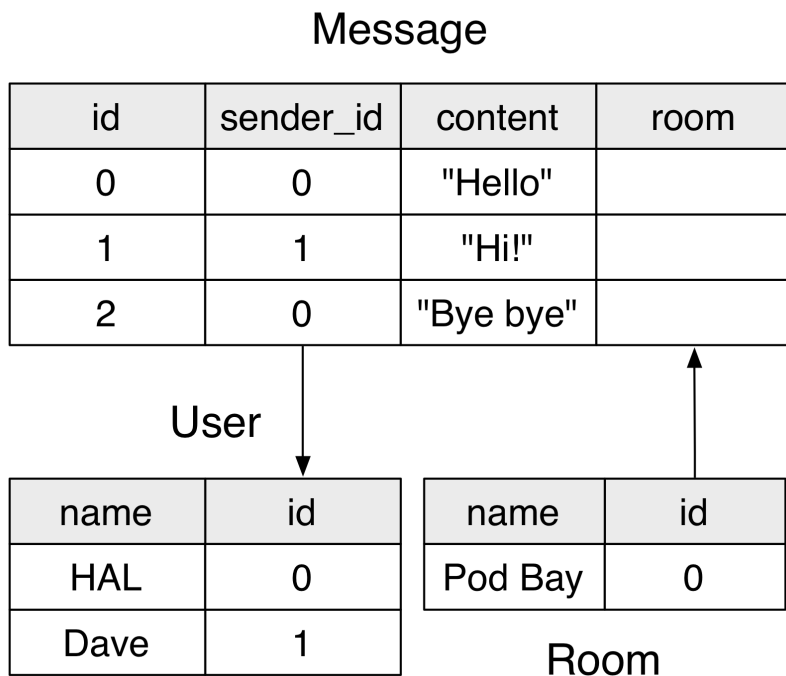 Message
id sender_id content room
0 0 "Hello"
1 1 "Hi!"
2 0 "Bye bye"
User
name id
HAL 0
Dave 1
name id
Pod Bay 0
Room